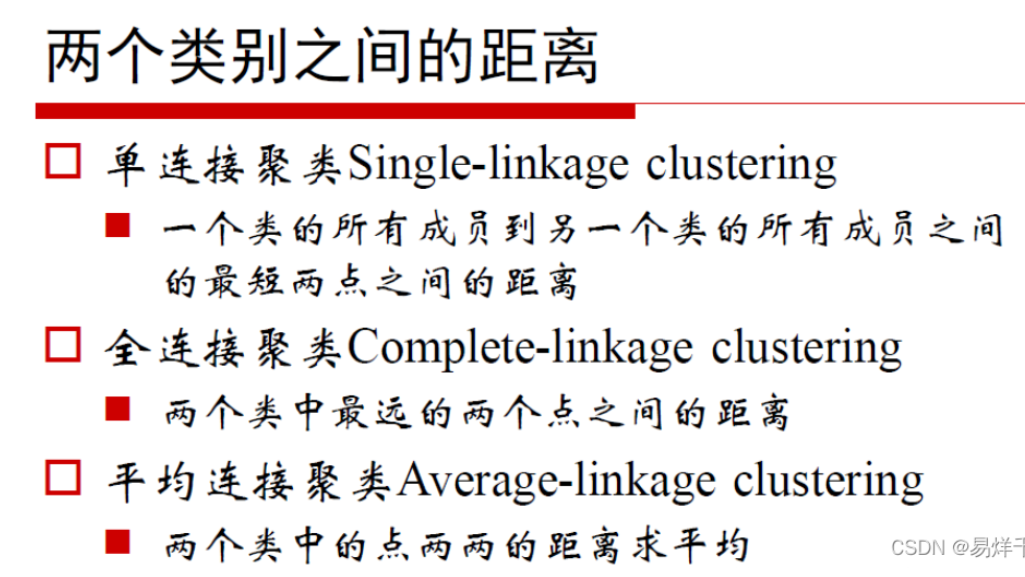 两个类别之间的距离
单连接聚类Single-linkage clustering
一个类的所有成员到另一个类的所有成员之间
的最短两点之间的距离
全连接聚类Complete-linkage clustering
两个类中最远的两个点之间的距离
平均连接聚类Average-linkage clustering
两个类中的点两两的距离求平均
CSDN @易烊千